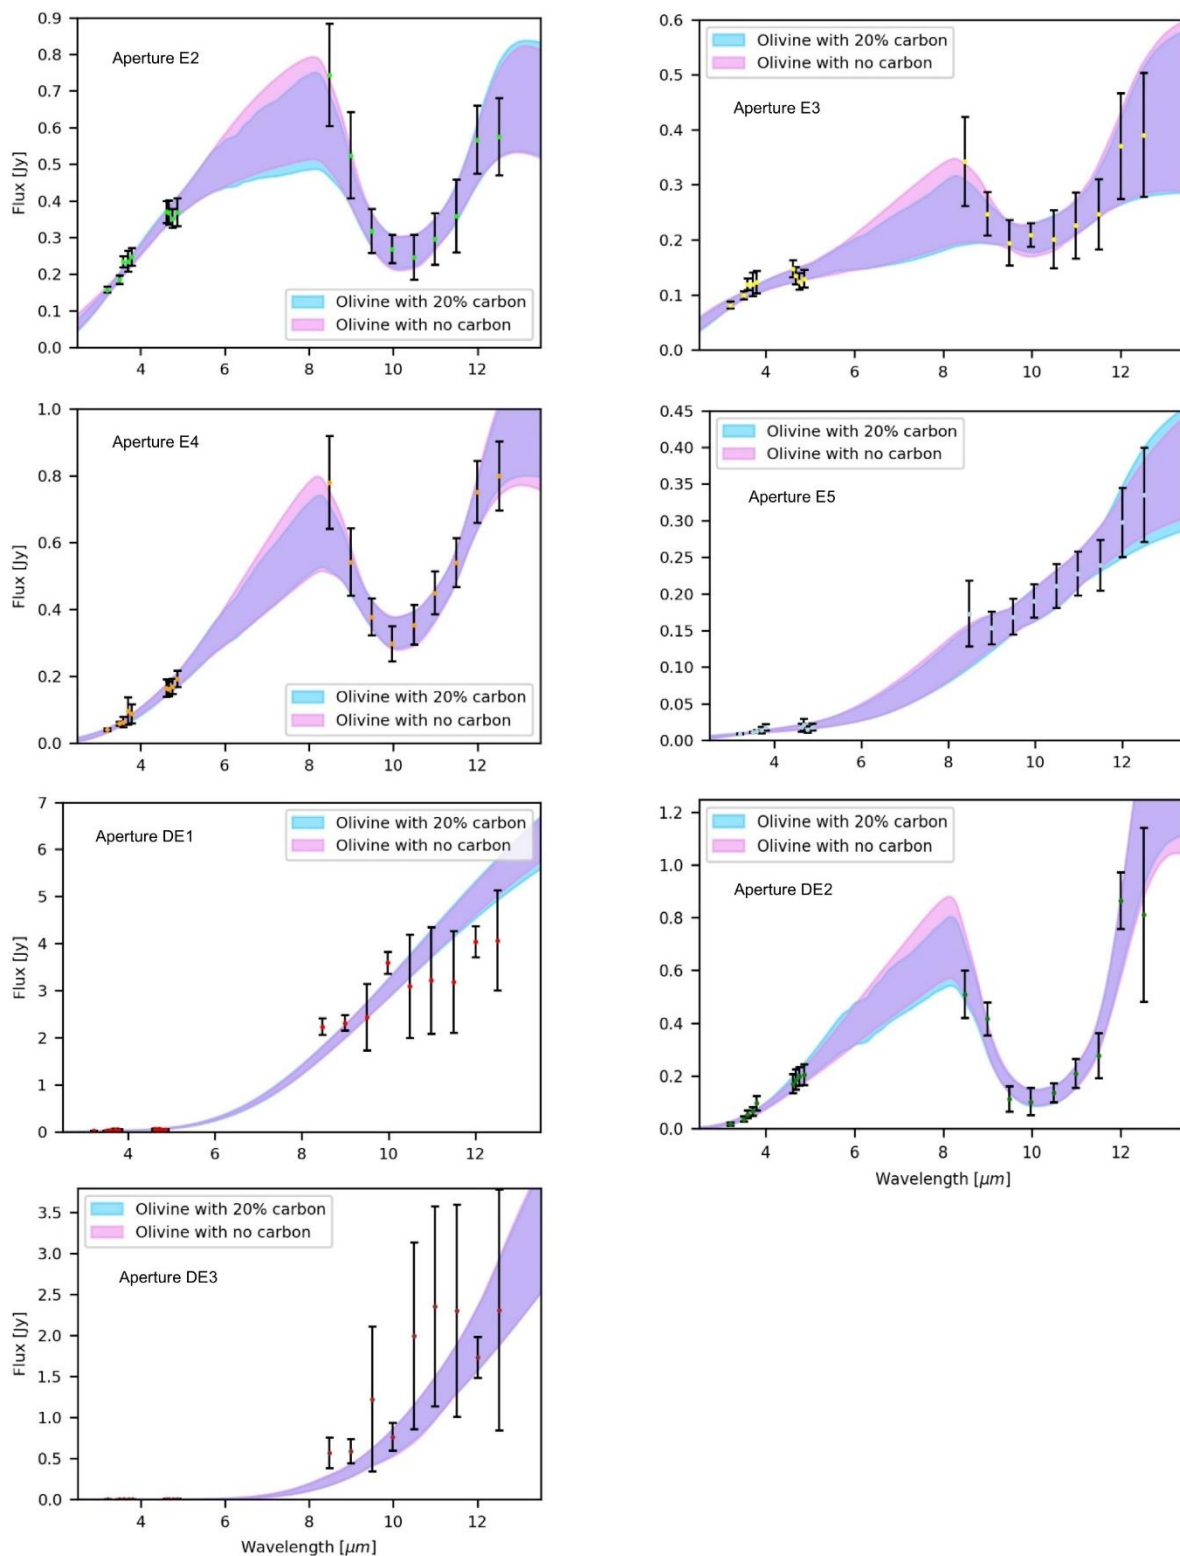 0.9
0.8
0.7
0.6
0.5
0.4
0.3
0.2
0.1
0.0
Flux [Jy]
Aperture E2
Olivine with 20% carbon
Olivine with no carbon
4 6 8 10 12
0.6
0.5
0.4
0.3
0.2
0.1
0.0
Olivine with 20% carbon
Olivine with no carbon
Aperture E3
4 6 8 10 12
1.0
0.8
0.6
0.4
0.2
0.0
Flux [Jy]
Aperture E4
Olivine with 20% carbon
Olivine with no carbon
4 6 8 10 12
0.45
0.40
0.35
0.30
0.25
0.20
0.15
0.10
0.05
0.00
Olivine with 20% carbon
Olivine with no carbon
Aperture E5
4 6 8 10 12
7
6
5
4
3
2
1
0
Flux [Jy]
Aperture DE1
Olivine with 20% carbon
Olivine with no carbon
4 6 8 10 12
1.2
1.0
0.8
0.6
0.4
0.2
0.0
Olivine with 20% carbon
Olivine with no carbon
Aperture DE2
4 6 8 10 12
Wavelength [μm]
3.5
3.0
2.5
2.0
1.5
1.0
0.5
0.0
Flux [Jy]
Olivine with 20% carbon
Olivine with no carbon
Aperture DE3
4 6 8 10 12
Wavelength [μm]